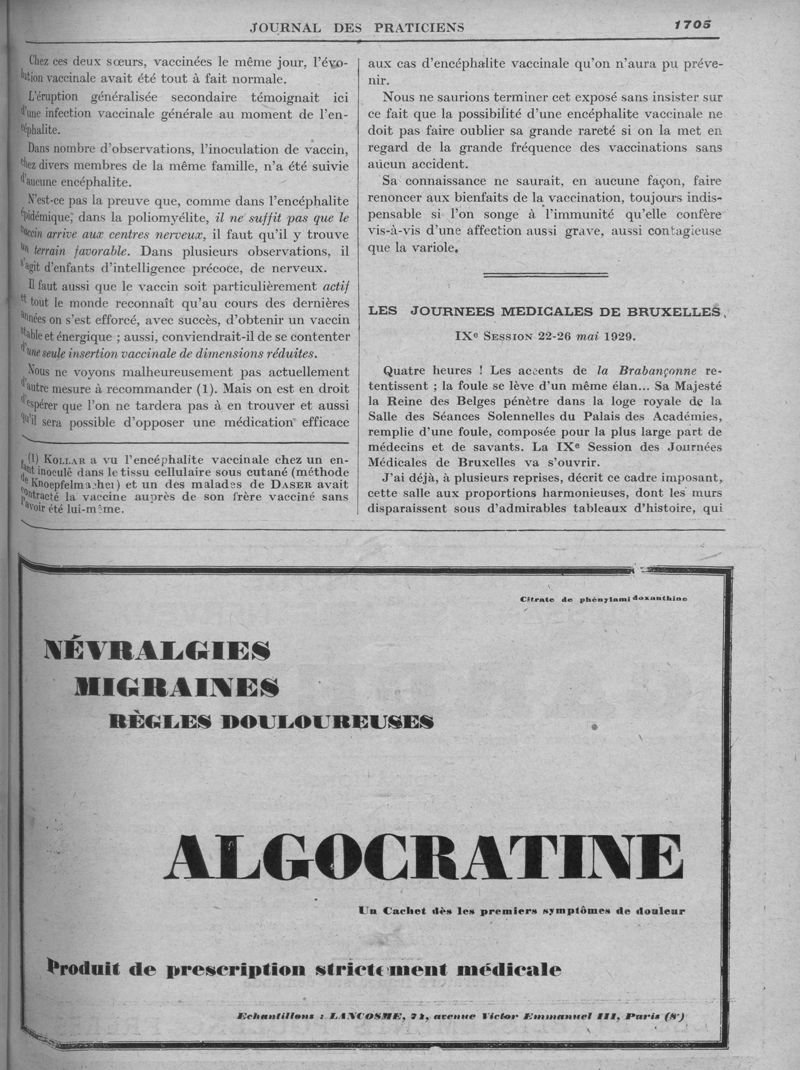 JOURNAL DES PRATICIENS
1705
Chez ces deux sœurs, vaccinées le même jour, l'évo-
lution vaccinale avait été tout à fait normale.
L'éruption généralisée secondaire témoignait ici
d'une infection vaccinale générale au moment de l'en-
céphalite.
Dans nombre d'observations, l'inoculation de vaccin,
chez divers membres de la même famille, n'a été suivie
d'aucune encéphalite.
N'est-ce pas la preuve que, comme dans l'encéphalite
épidémique, dans la poliomyélite, il ne suffit pas que le
vaccin arrive aux centres nerveux, il faut qu'il y trouve
un terrain favorable. Dans plusieurs observations, il
s'agit d'enfants d'intelligence précoce, de nerveux.
Il faut aussi que le vaccin soit particulièrement actif
et tout le monde reconnaît qu'au cours des dernières
années on s'est efforcé, avec succès, d'obtenir un vaccin
stable et énergique ; aussi, conviendrait-il de se contenter
d'une seule insertion vaccinale de dimensions réduites.
Nous ne voyons malheureusement pas actuellement
d'autre mesure à recommander (1). Mais on est en droit
d'espérer que l'on ne tardera pas à en trouver et aussi
qu'il sera possible d'opposer une médication efficace
(1) KOLLAR a vu l'encéphalite vaccinale chez un en-
fant inoculé dans le tissu cellulaire sous cutané (méthode
de Knoepfelmacher) et un des malades de DASER avait
contracté la vaccine auprès de son frère vacciné sans
l'avoir été lui-même.
aux cas d'encéphalite vaccinale qu'on n'aura pu préve-
nir.
Nous ne saurions terminer cet exposé sans insister sur
ce fait que la possibilité d'une encéphalite vaccinale ne
doit pas faire oublier sa grande rareté si on la met en
regard de la grande fréquence des vaccinations sans
aucun accident.
Sa connaissance ne saurait, en aucune façon, faire
renoncer aux bienfaits de la vaccination, toujours indis-
pensable si l'on songe à l'immunité qu'elle confère
vis-à-vis d'une affection aussi grave, aussi contagieuse
que la variole.
LES JOURNEES MEDICALES DE BRUXELLES.
IXe SESSION 22-26 mai 1929.
Quatre heures ! Les accents de la Brabançonne re-
tentissent ; la foule se lève d'un même élan... Sa Majesté
la Reine des Belges pénètre dans la loge royale de la
Salle des Séances Solennelles du Palais des Académies,
remplie d'une foule, composée pour la plus large part de
médecins et de savants. La IXe Session des Journées
Médicales de Bruxelles va s'ouvrir.
J'ai déjà, à plusieurs reprises, décrit ce cadre imposant,
cette salle aux proportions harmonieuses, dont les murs
disparaissent sous d'admirables tableaux d'histoire, qui
Citrate de phénylamidoxanthine
NÉVRALGIES
MIGRAINES
RÈGLES DOULOUREUSES
ALGOCRATINE
Un Cachet dès les premiers symptômes de douleur
Produit de prescription strictement médicale
Echantillons : LANCOSME, 71, avenue Victor Emmanuel III, Paris (8e)